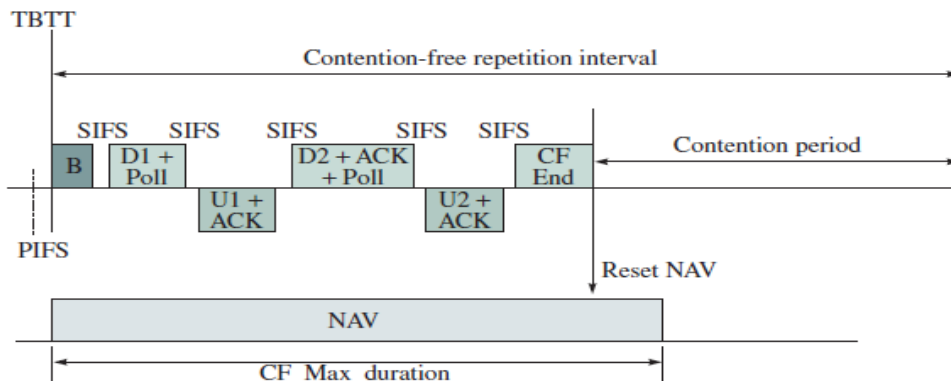 TBTT
Contention-free repetition interval
SIFS SIFS SIFS SIFS SIFS
Contention period
B
D1 +
Poll
D2 + ACK
+ Poll
CF
End
U1 +
ACK
U2 +
ACK
PIFS
Reset NAV
NAV
CF Max duration